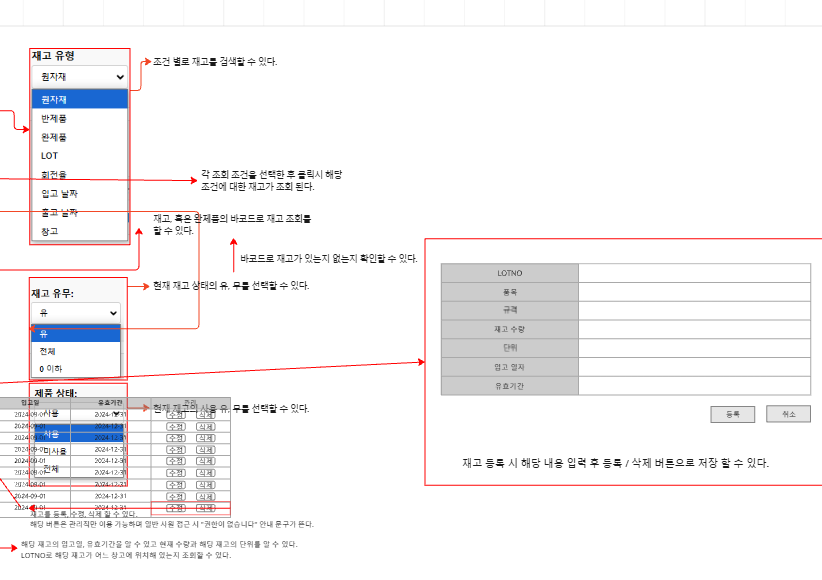 재고 유형
원자재
조건 별로 재고를 검색할 수 있다.
원자재
반제품
완제품
LOT
회전율
입고 날짜
출고 날짜
창고
각 조회 조건을 선택한 후 클릭시 해당
조건에 대한 재고가 조회 된다.
재고, 혹은 완제품의 바코드로 재고 조회를
할 수 있다.
바코드로 재고가 있는지 없는지 확인할 수 있다.
재고 유무:
유
유
전체
0 이하
현재 재고 상태의 유, 무를 선택할 수 있다.
제품 상태:
사용
사용
미사용
전체
현재 재고의 사용 유, 무를 선택할 수 있다.
입고일 유효기간 관리
2024-09-01 2024-12-31 수정 삭제
2024-09-01 2024-12-31 수정 삭제
2024-09-01 2024-12-31 수정 삭제
2024-09-01 2024-12-31 수정 삭제
2024-09-01 2024-12-31 수정 삭제
2024-09-01 2024-12-31 수정 삭제
2024-09-01 2024-12-31 수정 삭제
2024-09-01 2024-12-31 수정 삭제
2024-09-01 2024-12-31 수정 삭제
재고를 등록, 수정, 삭제 할 수 있다.
해당 버튼은 관리직만 이용 가능하며 일반 사원 접근 시 "권한이 없습니다" 안내 문구가 뜬다.
해당 재고의 입고일, 유효기간을 알 수 있고 현재 수량과 해당 재고의 단위를 알 수 있다.
LOTNO로 해당 재고가 어느 창고에 위치해 있는지 조회할 수 있다.
LOTNO
품목
규격
재고 수량
단위
입고 일자
유효기간
등록 취소
재고 등록 시 해당 내용 입력 후 등록 / 삭제 버튼으로 저장 할 수 있다.